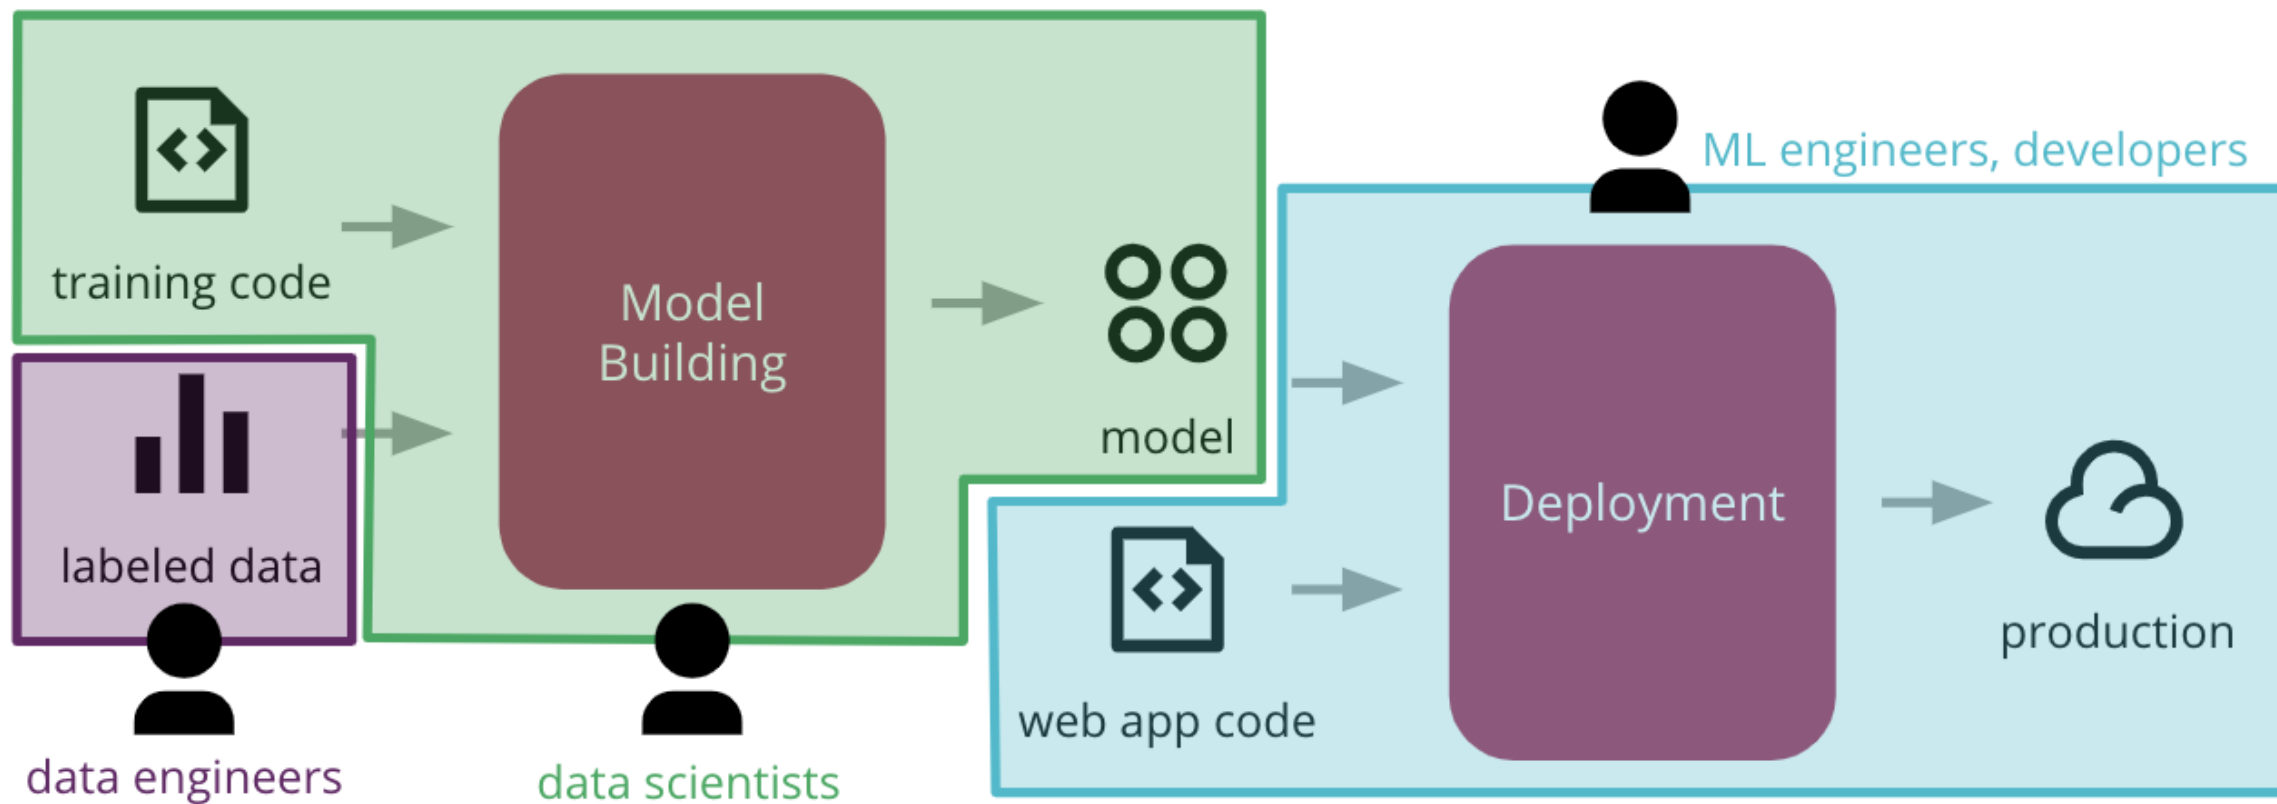 ML engineers, developers
training code
Model
Building
model
labeled data
Deployment
production
web app code
data engineers
data scientists